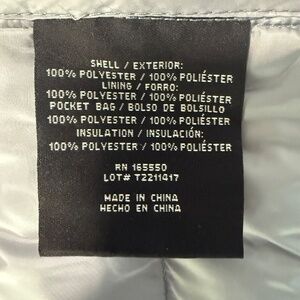 SHELL / EXTERIOR:
100% POLYESTER / 100% POLIÉSTER
LINING / FORRO:
100% POLYESTER / 100% POLIÉSTER
POCKET BAG / BOLSO DE BOLSILLO
100% POLYESTER / 100% POLIÉSTER
INSULATION / INSULACIÓN:
100% POLYESTER / 100% POLIÉSTER
RN 165550
LOT# T2211417
MADE IN CHINA
HECHO EN CHINA